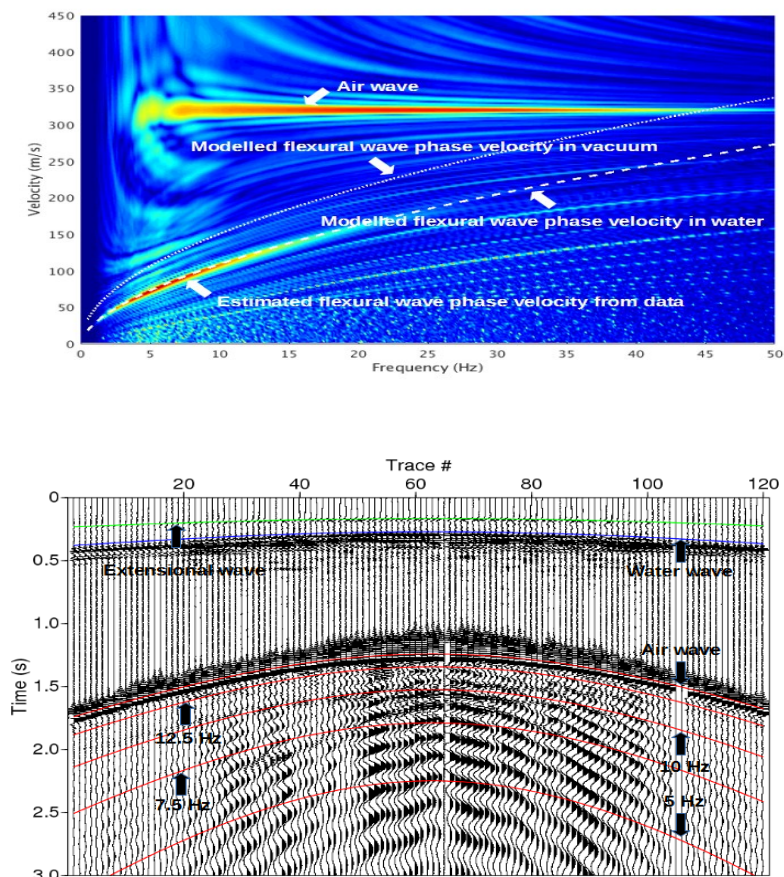 450
400
350
300
250
200
150
100
50
0
Velocity (m/s)
Air wave
Modelled flexural wave phase velocity in vacuum
Modelled flexural wave phase velocity in water
Estimated flexural wave phase velocity from data
0 5 10 15 20 25 30 35 40 45 50
Frequency (Hz)
Trace #
20 40 60 80 100 120
0
0.5
1.0
1.5
2.0
2.5
3.0
Time (s)
Extensional wave
Water wave
Air wave
12.5 Hz
10 Hz
7.5 Hz
5 Hz